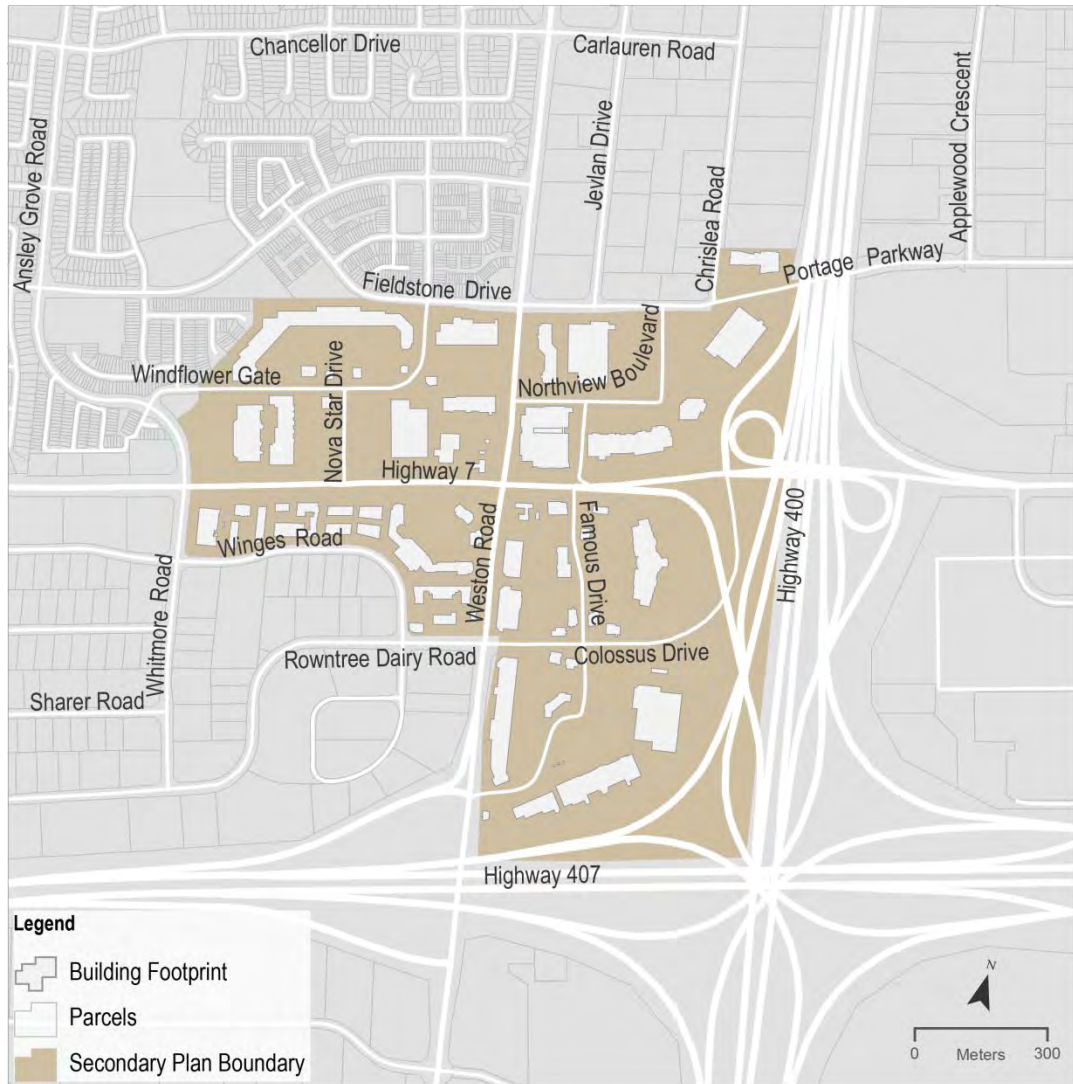 Chancellor Drive
Carlauren Road
Ansley Grove Road
Jevlan Drive
Chrislea Road
Applewood Crescent
Portage Parkway
Fieldstone Drive
Windflower Gate
Nova Star Drive
Northview Boulevard
Highway 7
Weston Road
Famous Drive
Highway 400
Winges Road
Whitmore Road
Rowntree Dairy Road
Colossus Drive
Sharer Road
Highway 407
Legend
Building Footprint
Parcels
Secondary Plan Boundary
N
0 Meters 300